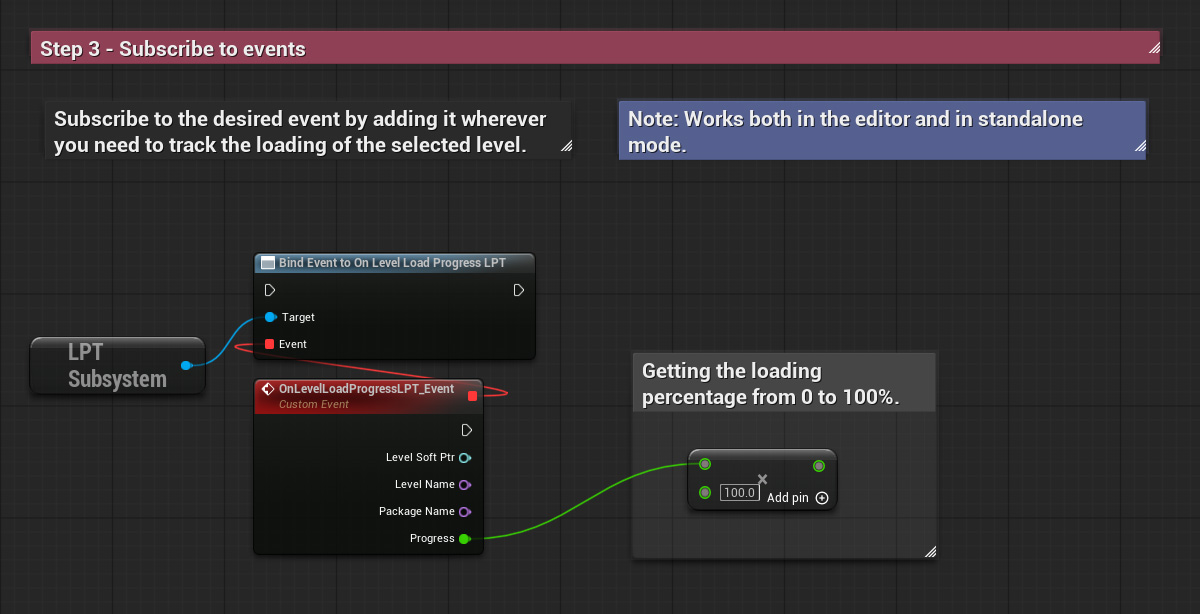 Step 3 - Subscribe to events
Subscribe to the desired event by adding it wherever
you need to track the loading of the selected level.
Note: Works both in the editor and in standalone
mode.
Bind Event to On Level Load Progress LPT
Target
Event
LPT
Subsystem
OnLevelLoadProgressLPT_Event
Custom Event
Level Soft Ptr
Level Name
Package Name
Progress
Getting the loading
percentage from 0 to 100%.
100.0
Add pin